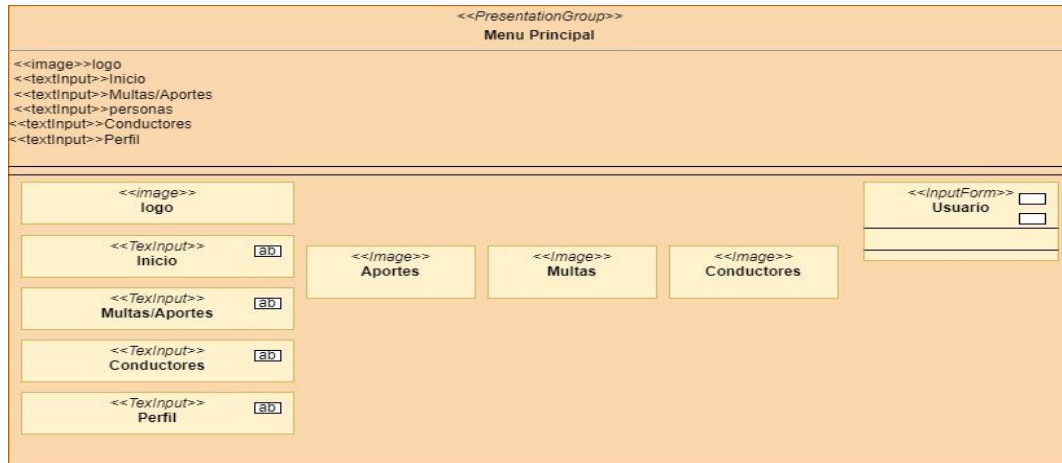 <<PresentationGroup>>
Menu Principal
<<image>>logo
<<textInput>>Inicio
<<textInput>>Multas/Aportes
<<textInput>>personas
<<textInput>>Conductores
<<textInput>>Perfil
<<image>>
logo
<<TexInput>>
Inicio
ab
<<TexInput>>
Multas/Aportes
ab
<<TexInput>>
Conductores
ab
<<TexInput>>
Perfil
ab
<<Image>>
Aportes
<<Image>>
Multas
<<Image>>
Conductores
<<InputForm>>
Usuario